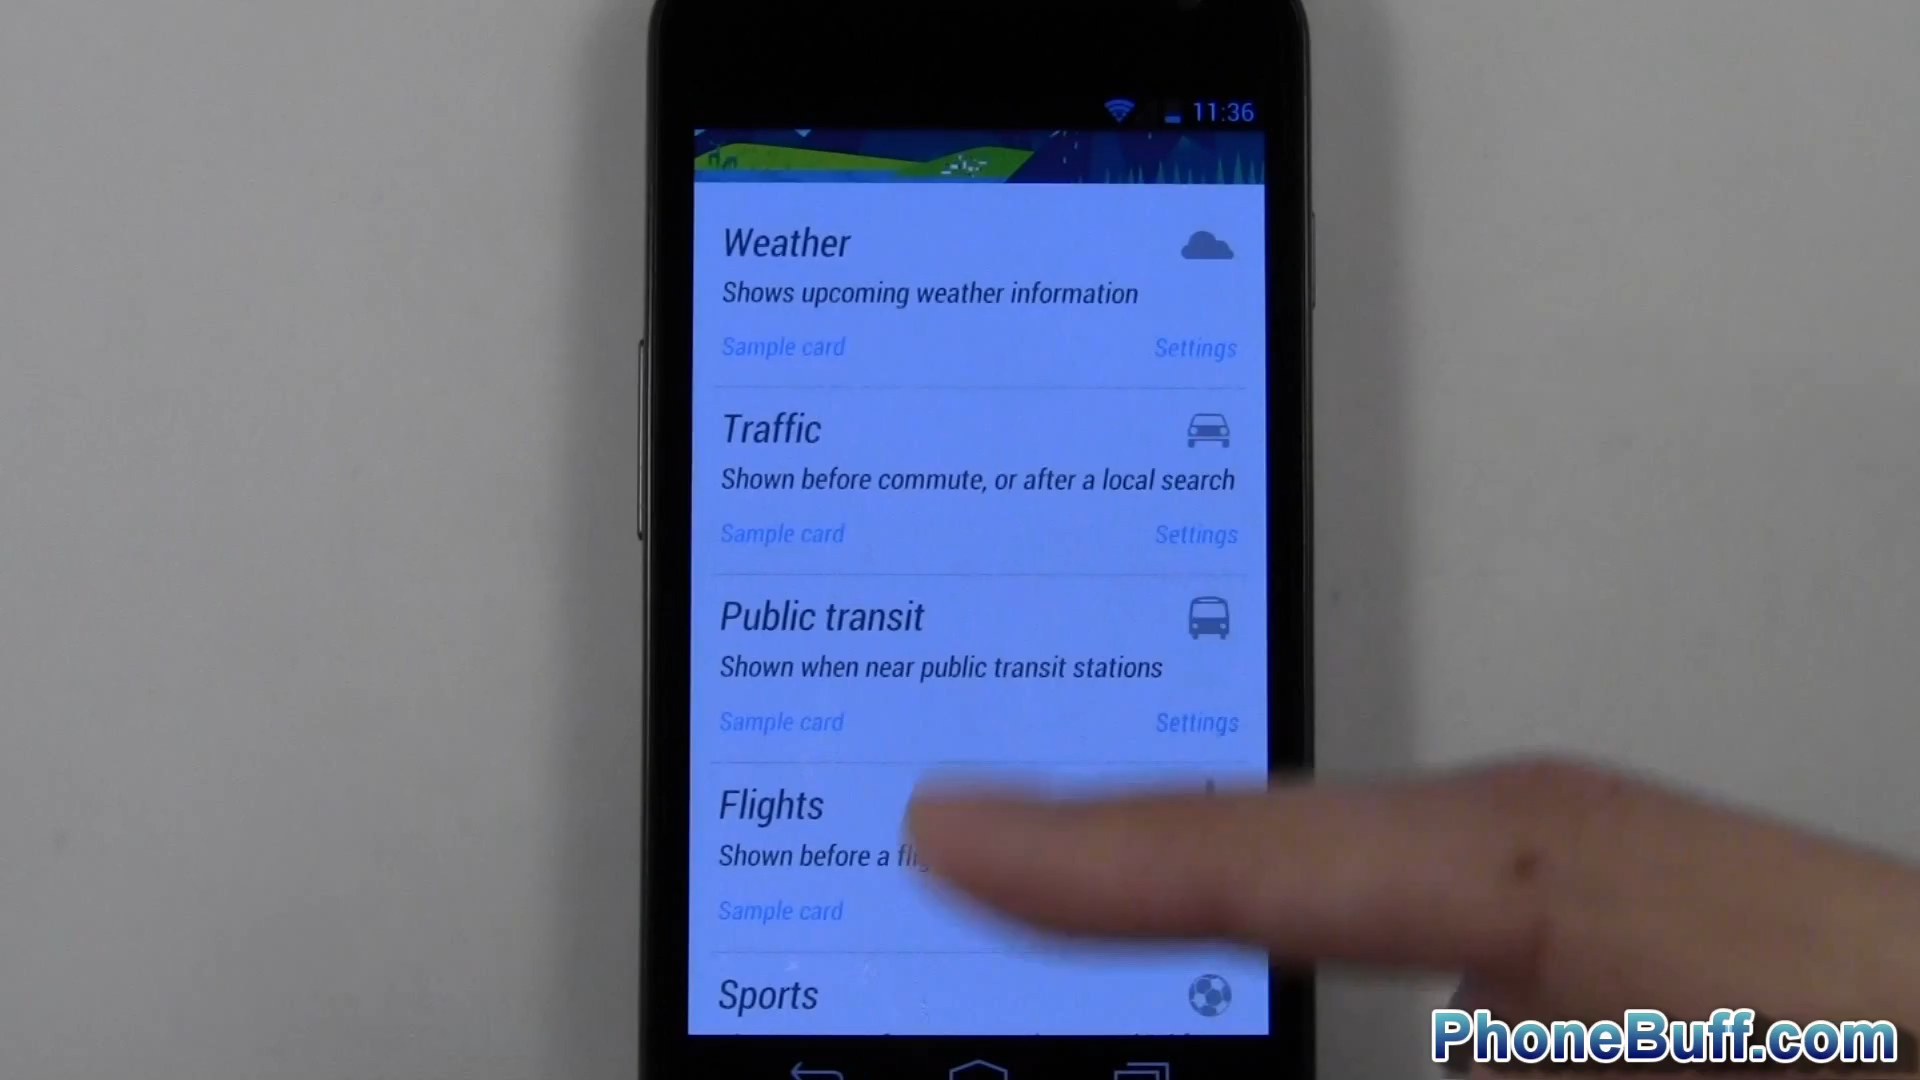 11:36
Weather
Shows upcoming weather information
Sample card Settings
Traffic
Shown before commute, or after a local search
Sample card Settings
Public transit
Shown when near public transit stations
Sample card Settings
Flights
Shown before a
Sample card
Sports
PhoneBuff.com